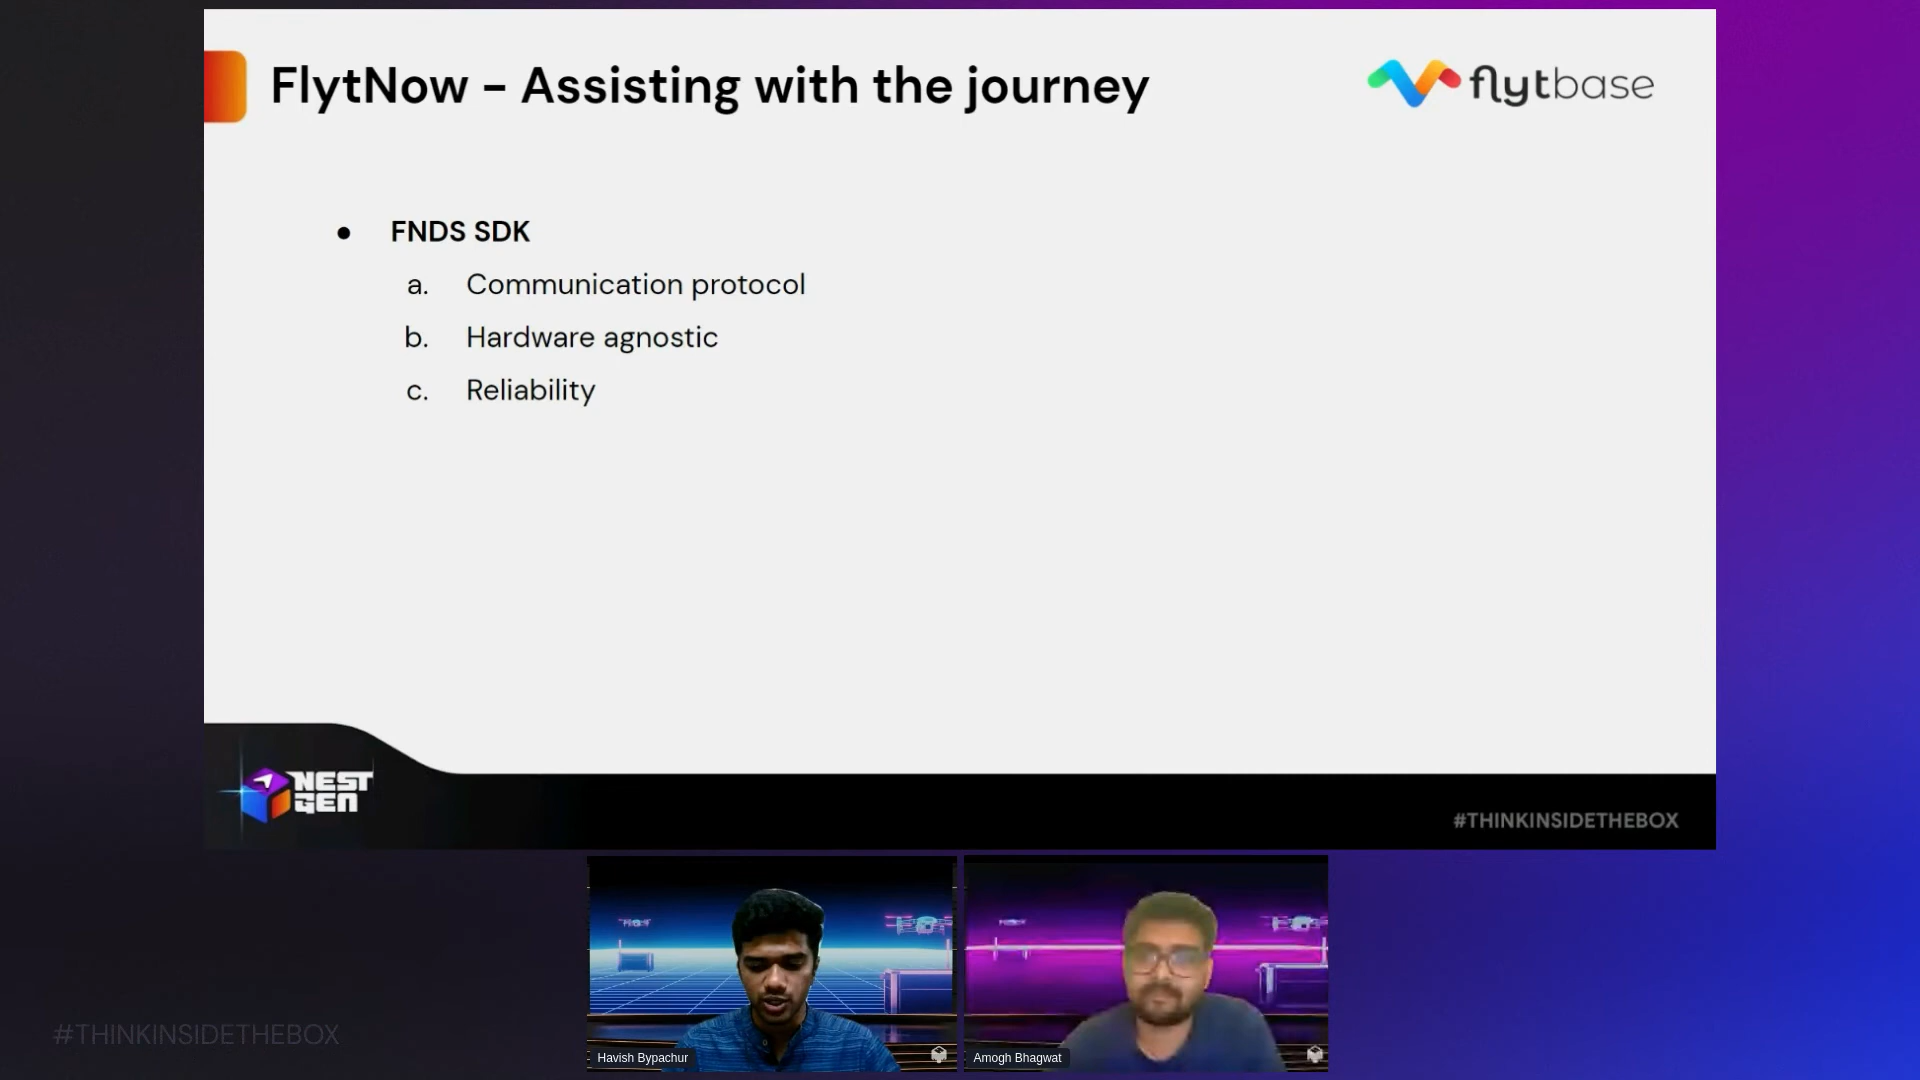 FlytNow - Assisting with the journey
flytbase
● FNDS SDK
a. Communication protocol
b. Hardware agnostic
c. Reliability
NEST
GEN
#THINKINSIDETHEBOX
#THINKINSIDETHEBOX
Havish Bypachur
Amogh Bhagwat